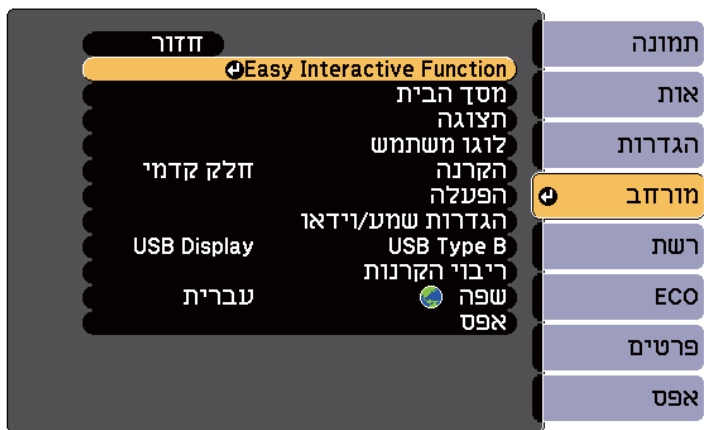 תמונה
אות
הגדרות
מורחב
רשת
ECO
פרטים
אפס
חזור
Easy Interactive Function
מסך הבית
תצוגה
לוגו משתמש
הקרנה חלק קדמי
הפעלה
הגדרות שמע/וידאו
USB Type B USB Display
ריבוי הקרנות
שפה עברית
אפס